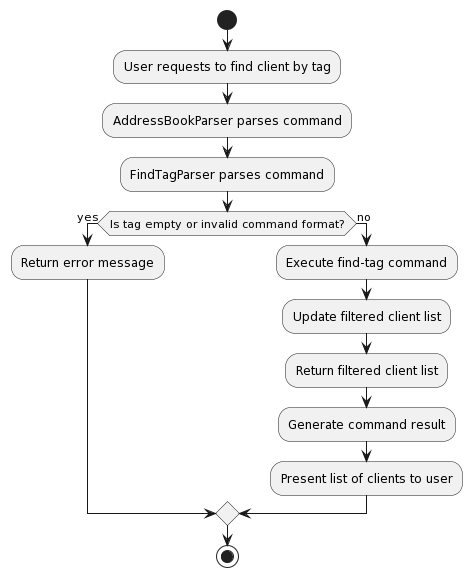 User requests to find client by tag
AddressBookParser parses command
FindTagParser parses command
yes
Is tag empty or invalid command format?
no
Return error message
Execute find-tag command
Update filtered client list
Return filtered client list
Generate command result
Present list of clients to user